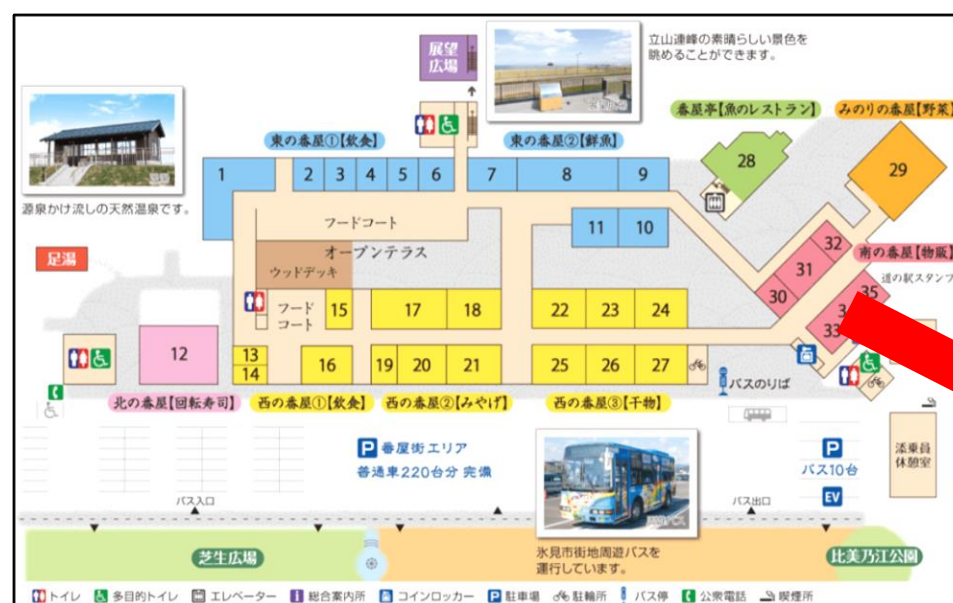 展望
広場
立山連峰の素晴らしい景色を
眺めることができます。
番屋亭【魚のレストラン】
みのりの番屋【野菜】
東の番屋①【飲食】
東の番屋②【鮮魚】
1
2
3
4
5
6
7
8
9
28
29
源泉かけ流しの天然温泉です。
フードコート
11
10
オープンテラス
ウッドデッキ
足湯
32
31
30
南の番屋【物販】
道の駅スタンプ
35
33
フード
コート
15
17
18
22
23
24
12
13
14
16
19
20
21
25
26
27
バスのりば
北の番屋【回転寿司】
西の番屋①【飲食】
西の番屋②【みやげ】
西の番屋③【干物】
P 番屋街エリア
普通車220台分 完備
P
バス10台
EV
添乗員
休憩室
バス入口
バス出口
芝生広場
氷見市街地周遊バスを
運行しています。
比美乃江公園
トイレ
多目的トイレ
エレベーター
i 総合案内所
コインロッカー
P 駐車場
駐輪所
バス停
公衆電話
喫煙所